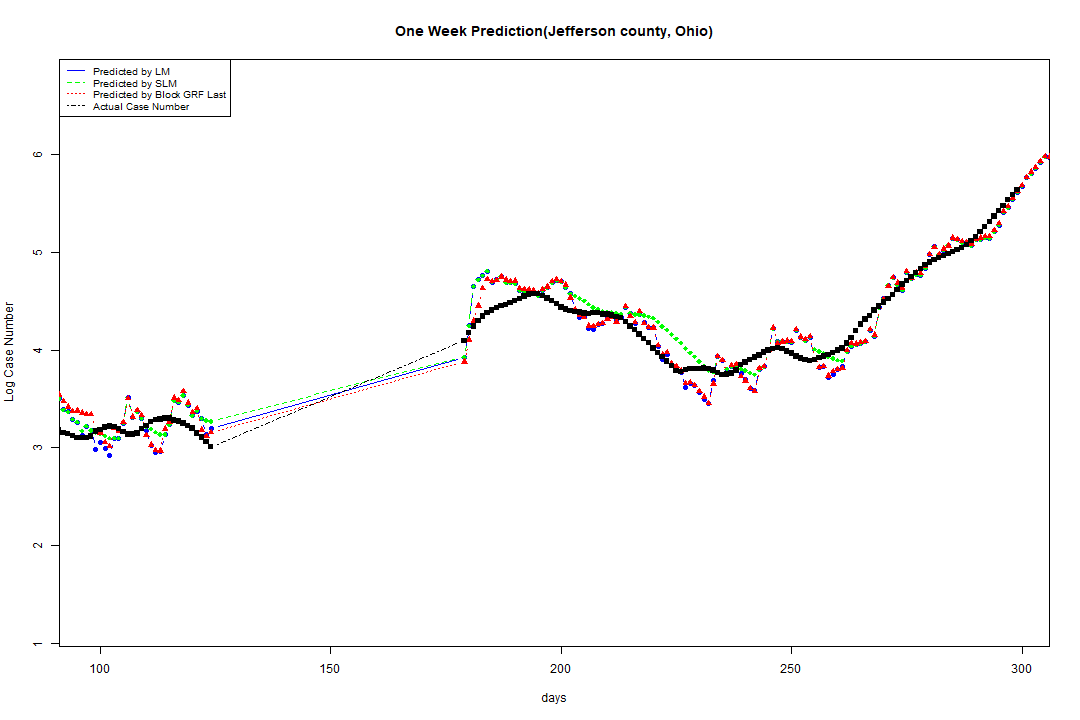 One Week Prediction(Jefferson county, Ohio)
Predicted by LM
Predicted by SLM
Predicted by Block GRF Last
Actual Case Number
Log Case Number
6
5
4
3
2
1
100 150 200 250 300
days